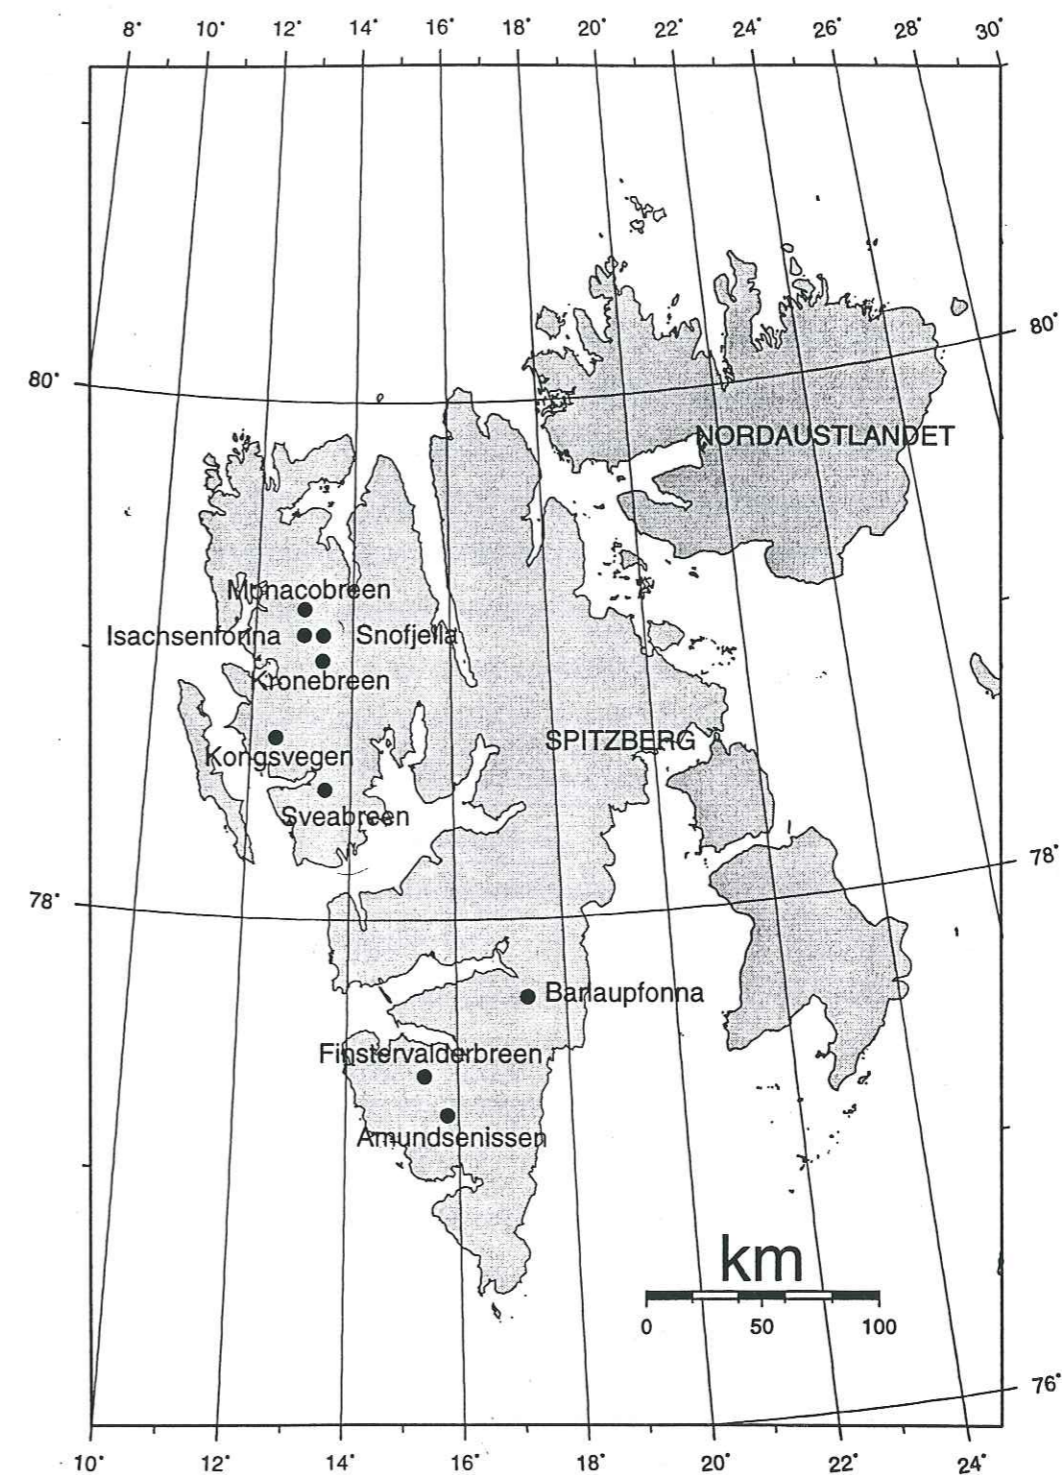 8° 10° 12° 14° 16° 18° 20° 22° 24° 26° 28° 30°
80°
80°
NORDAUSTLANDET
Monacobreen
Isachsenfonna Snofjella
Kronebreen
SPITZBERG
Kongsvegen
Sveabreen
78°
78°
Barlaupfonna
Finstervalderbreen
Amundsenissen
km
0 50 100
76°
10° 12° 14° 16° 18° 20° 22° 24°